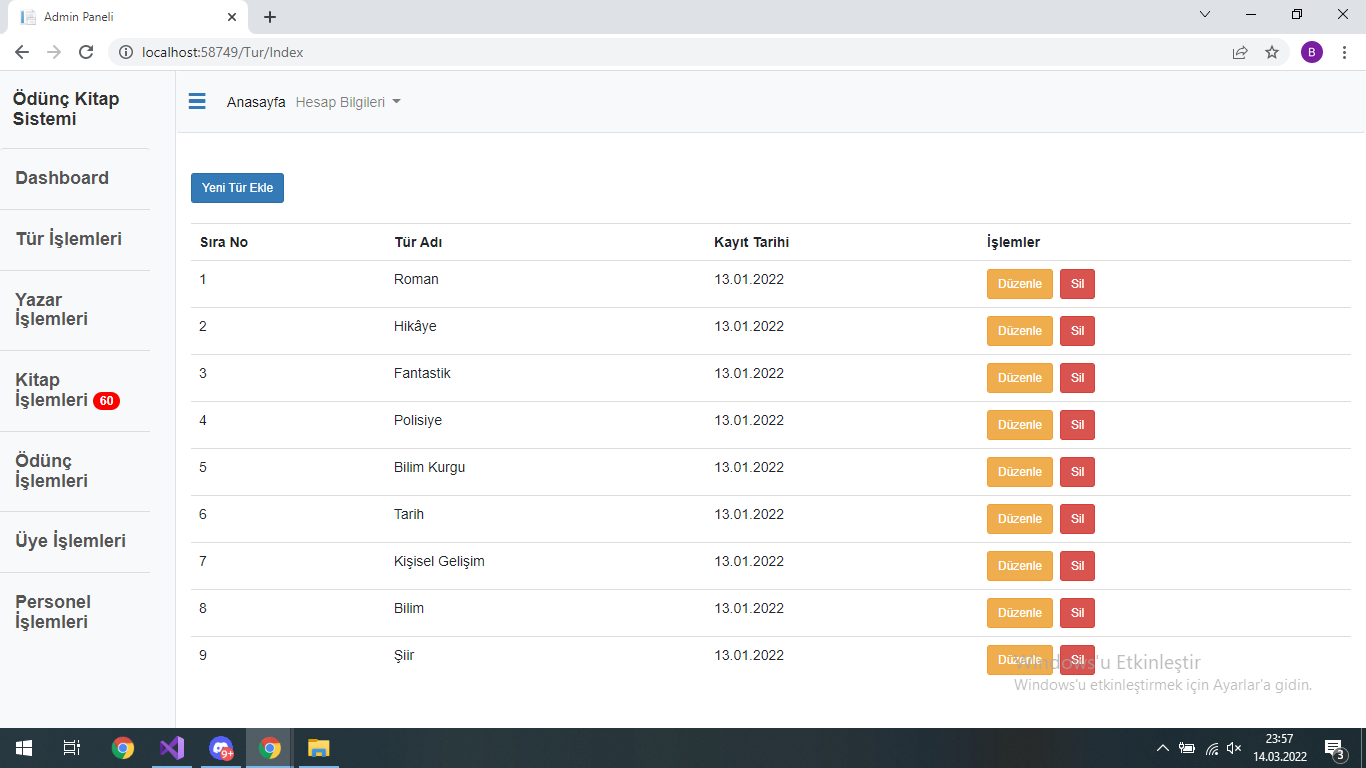 Admin Paneli
localhost:58749/Tur/Index
B
Ödünç Kitap
Sistemi
Anasayfa Hesap Bilgileri
Dashboard
Tür İşlemleri
Yazar
İşlemleri
Kitap
İşlemleri 60
Ödünç
İşlemleri
Üye İşlemleri
Personel
İşlemleri
Yeni Tür Ekle
Sıra No Tür Adı Kayıt Tarihi İşlemler
1 Roman 13.01.2022 Düzenle Sil
2 Hikâye 13.01.2022 Düzenle Sil
3 Fantastik 13.01.2022 Düzenle Sil
4 Polisiye 13.01.2022 Düzenle Sil
5 Bilim Kurgu 13.01.2022 Düzenle Sil
6 Tarih 13.01.2022 Düzenle Sil
7 Kişisel Gelişim 13.01.2022 Düzenle Sil
8 Bilim 13.01.2022 Düzenle Sil
9 Şiir 13.01.2022 Düzenle Sil
Windows'u Etkinleştir
Windows'u etkinleştirmek için Ayarlar'a gidin.
9+
23:57
14.03.2022
3